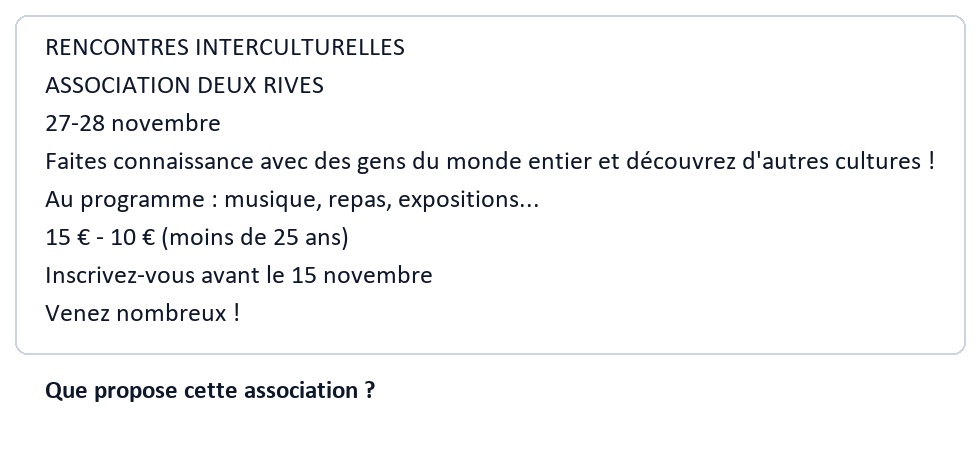 RENCONTRES INTERCULTURELLES
ASSOCIATION DEUX RIVES
27-28 novembre
Faites connaissance avec des gens du monde entier et découvrez d'autres cultures !
Au programme : musique, repas, expositions...
15 € - 10 € (moins de 25 ans)
Inscrivez-vous avant le 15 novembre
Venez nombreux !
Que propose cette association ?